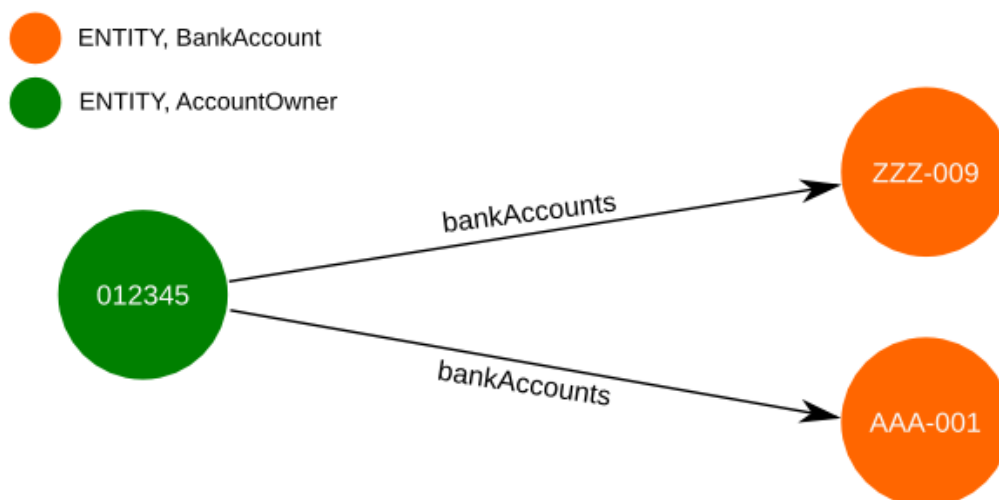 ENTITY, BankAccount
ENTITY, AccountOwner
ZZZ-009
bankAccounts
012345
bankAccounts
AAA-001